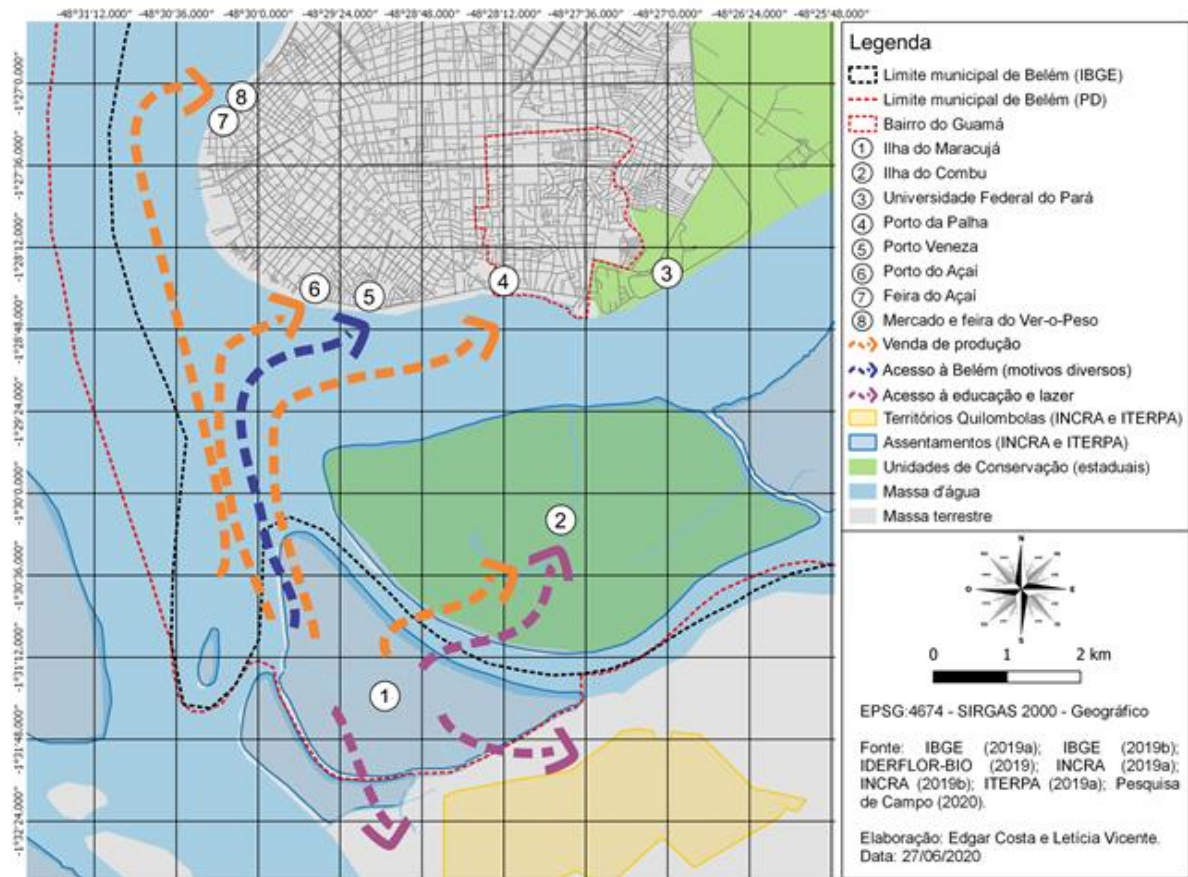 -48°31'12.000" -48°30'36.000" -48°30'0.000" -48°29'24.000" -48°28'48.000" -48°28'12.000" -48°27'36.000" -48°27'0.000" -48°26'24.000" -48°25'48.000"
-1°27'0.000"
-1°27'36.000"
-1°28'12.000"
-1°28'48.000"
-1°29'24.000"
-1°30'0.000"
-1°30'36.000"
-1°31'12.000"
-1°31'48.000"
-1°32'24.000"
8
7
6
5
4
3
2
1
Legenda
Limite municipal de Belém (IBGE)
Limite municipal de Belém (PD)
Bairro do Guamá
1 Ilha do Maracujá
2 Ilha do Combu
3 Universidade Federal do Pará
4 Porto da Palha
5 Porto Veneza
6 Porto do Açaí
7 Feira do Açaí
8 Mercado e feira do Ver-o-Peso
Venda de produção
Acesso à Belém (motivos diversos)
Acesso à educação e lazer
Territórios Quilombolas (INCRA e ITERPA)
Assentamentos (INCRA e ITERPA)
Unidades de Conservação (estaduais)
Massa d'água
Massa terrestre
N
O E
S
0 1 2 km
EPSG:4674 - SIRGAS 2000 - Geográfico
Fonte: IBGE (2019a); IBGE (2019b);
IDERFLOR-BIO (2019); INCRA (2019a);
INCRA (2019b); ITERPA (2019a); Pesquisa
de Campo (2020).
Elaboração: Edgar Costa e Letícia Vicente.
Data: 27/06/2020